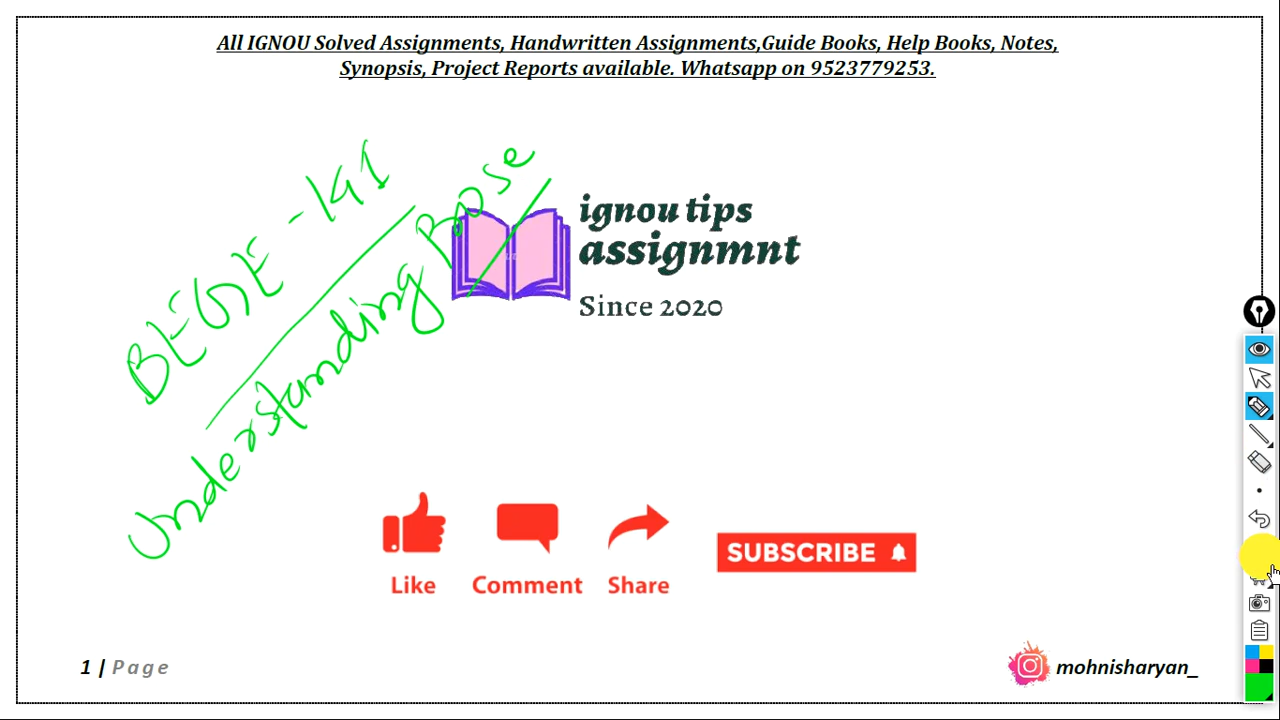 All IGNOU Solved Assignments, Handwritten Assignments,Guide Books, Help Books, Notes,
Synopsis, Project Reports available. Whatsapp on 9523779253.
BEGE-141
Understanding Prose
ignou tips
assignmnt
Since 2020
Like Comment Share SUBSCRIBE
1 | Page
mohnisharyan_